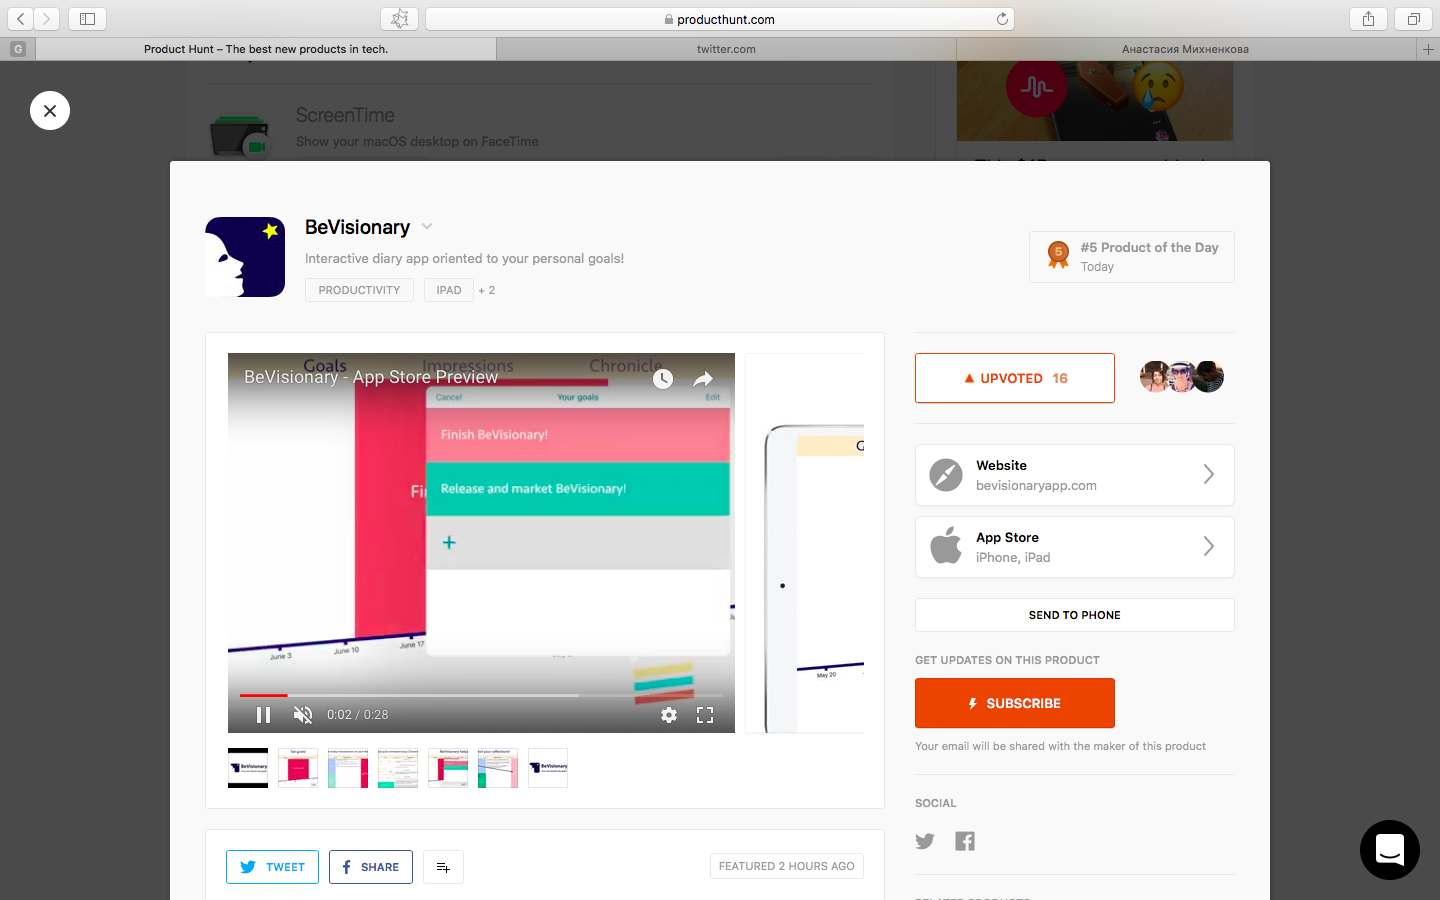 producthunt.com
G
Product Hunt – The best new products in tech.
twitter.com
Анастасия Михненкова
ScreenTime
Show your macOS desktop on FaceTime
BeVisionary
Interactive diary app oriented to your personal goals!
PRODUCTIVITY
IPAD
+ 2
5
#5 Product of the Day
Today
Goals
Impressions
Chronicle
BeVisionary - App Store Preview
Cancel
Your goals
Edit
Finish BeVisionary!
Fi
Release and market BeVisionary!
+
June 3
June 10
June 17
May 20
0:02 / 0:28
BeVisionary
BeVisionary
UPVOTED 16
Website
bevisionaryapp.com
App Store
iPhone, iPad
SEND TO PHONE
GET UPDATES ON THIS PRODUCT
SUBSCRIBE
Your email will be shared with the maker of this product
SOCIAL
TWEET
SHARE
FEATURED 2 HOURS AGO